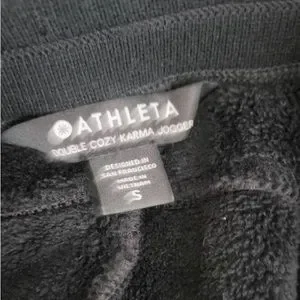 ATHLETA
DOUBLE COZY KARMA JOGGER
DESIGNED IN
SAN FRANCISCO
MADE IN
VIETNAM
S